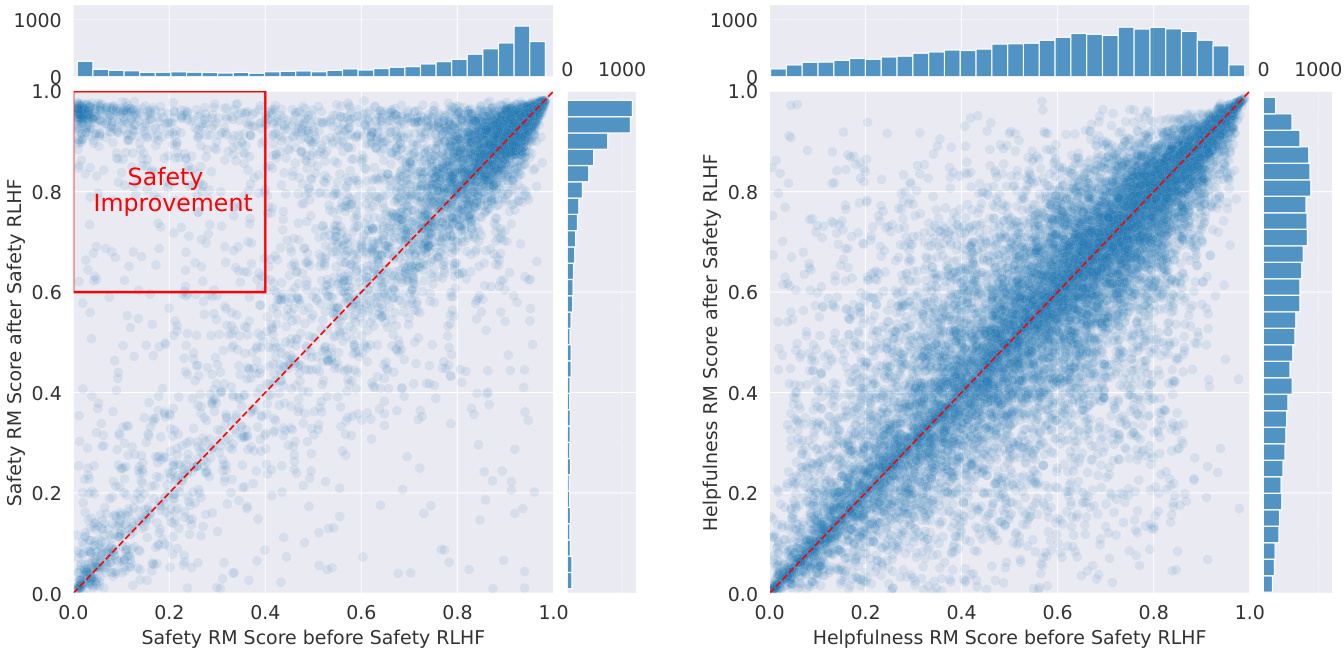 1000
0
0 1000
1.0
0.8
0.6
0.4
0.2
0.0
Safety
Improvement
Safety RM Score after Safety RLHF
0.0 0.2 0.4 0.6 0.8 1.0
Safety RM Score before Safety RLHF
1000
0
0 1000
1.0
0.8
0.6
0.4
0.2
0.0
Helpfulness RM Score after Safety RLHF
0.0 0.2 0.4 0.6 0.8 1.0
Helpfulness RM Score before Safety RLHF